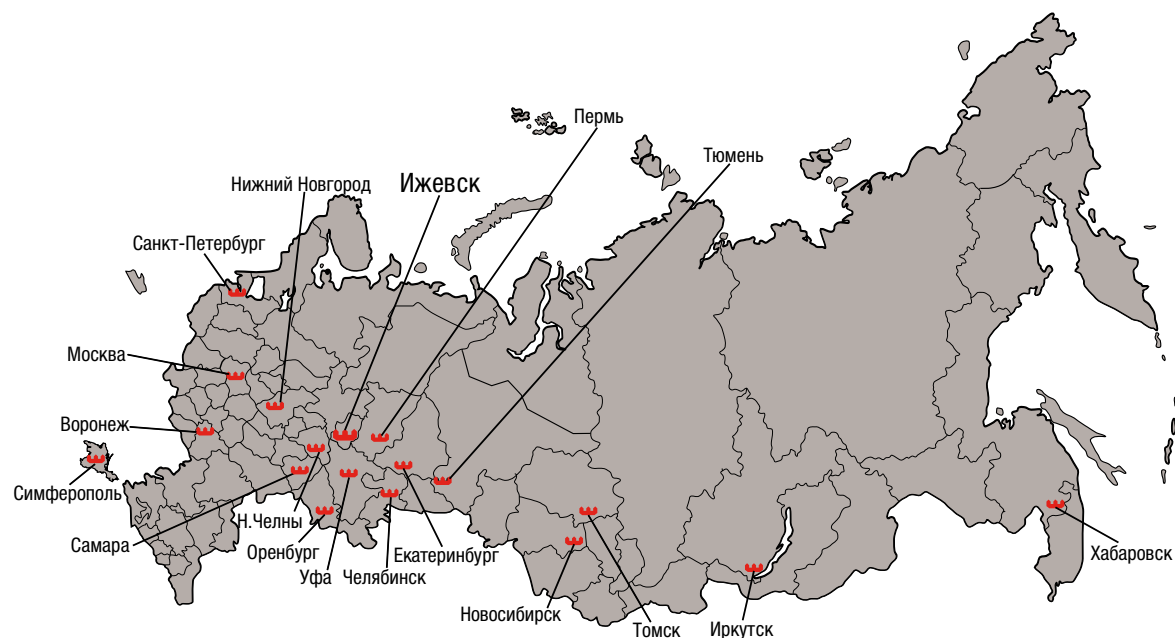 Пермь
Тюмень
Нижний Новгород
Ижевск
Санкт-Петербург
Москва
Воронеж
Симферополь
Н.Челны
Самара
Оренбург
Уфа
Челябинск
Екатеринбург
Новосибирск
Томск
Иркутск
Хабаровск